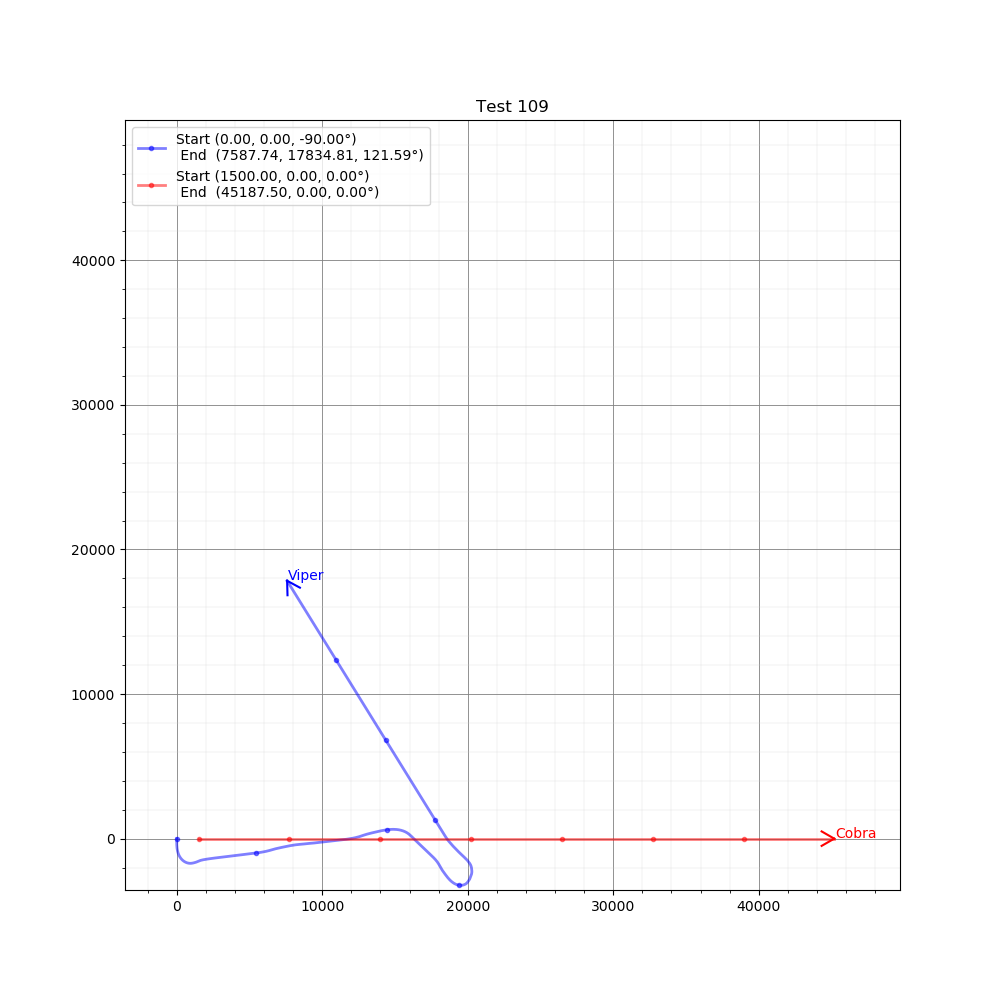 Test 109
Start (0.00, 0.00, -90.00°)
End  (7587.74, 17834.81, 121.59°)
Start (1500.00, 0.00, 0.00°)
End  (45187.50, 0.00, 0.00°)
40000
30000
20000
10000
0
Viper
Cobra
0
10000
20000
30000
40000